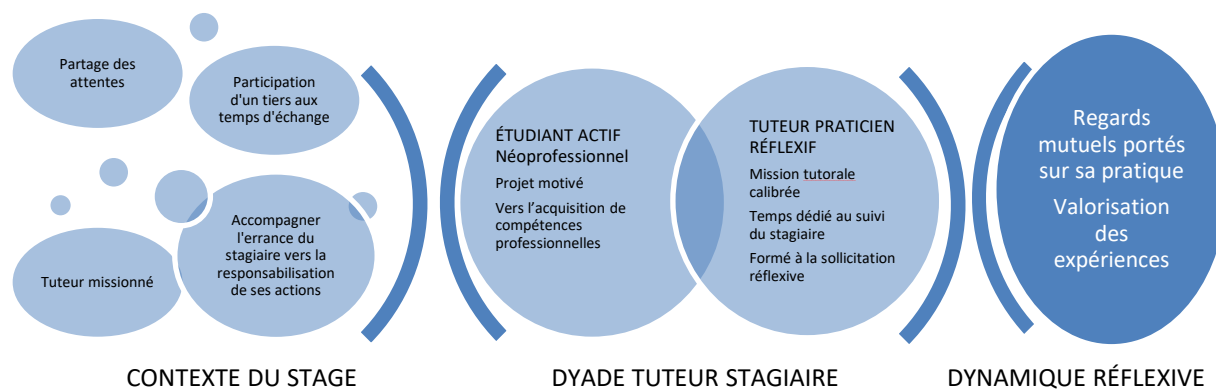 Partage des
attentes
Participation
d'un tiers aux
temps d'échange
Tuteur missionné
Accompagner
l'errance du
stagiaire vers la
responsabilisation
de ses actions
CONTEXTE DU STAGE
ÉTUDIANT ACTIF
Néoprofessionnel
Projet motivé
Vers l'acquisition de
compétences
professionnelles
TUTEUR PRATICIEN
RÉFLEXIF
Mission tutorale
calibrée
Temps dédié au suivi
du stagiaire
Formé à la sollicitation
réflexive
DYADE TUTEUR STAGIAIRE
Regards
mutuels portés
sur sa pratique
Valorisation
des
expériences
DYNAMIQUE RÉFLEXIVE